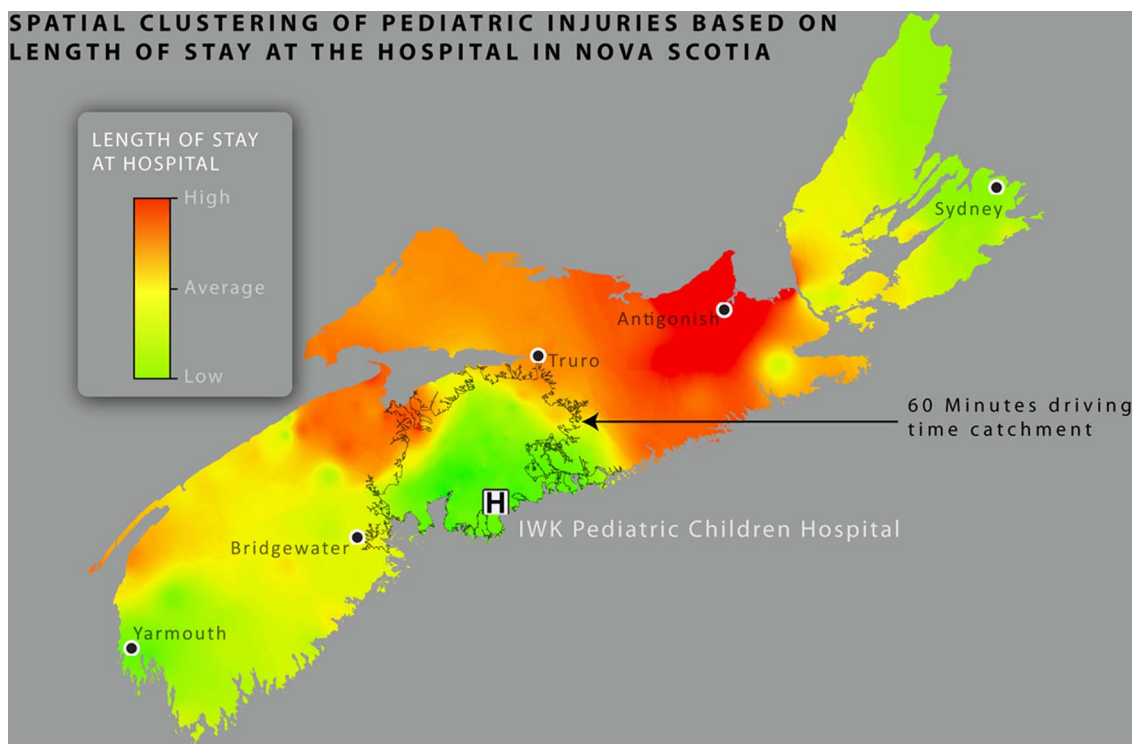 SPATIAL CLUSTERING OF PEDIATRIC INJURIES BASED ON
LENGTH OF STAY AT THE HOSPITAL IN NOVA SCOTIA
LENGTH OF STAY
AT HOSPITAL
High
Average
Low
Sydney
Antigonish
Truro
60 Minutes driving
time catchment
H
IWK Pediatric Children Hospital
Bridgewater
Yarmouth